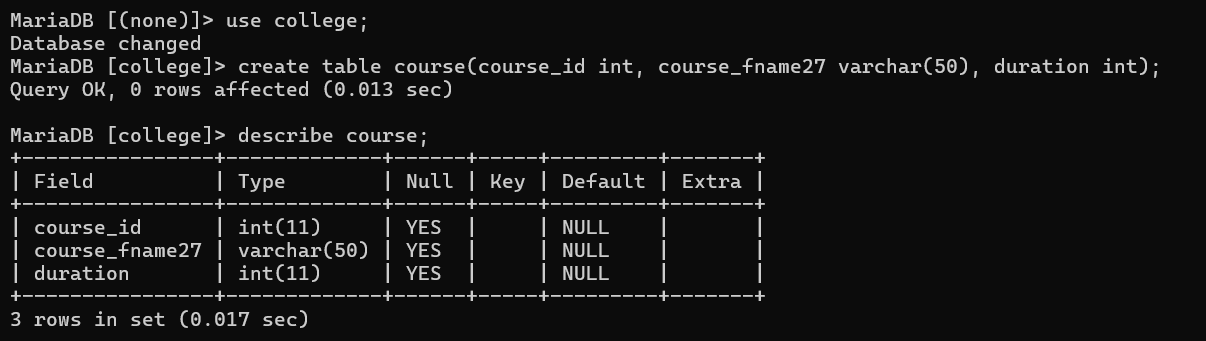 MariaDB [(none)]> use college;
Database changed
MariaDB [college]> create table course(course_id int, course_fname27 varchar(50), duration int);
Query OK, 0 rows affected (0.013 sec)

MariaDB [college]> describe course;
+----------------+-------------+------+-----+---------+-------+
| Field          | Type        | Null | Key | Default | Extra |
+----------------+-------------+------+-----+---------+-------+
| course_id      | int(11)     | YES  |     | NULL    |       |
| course_fname27 | varchar(50) | YES  |     | NULL    |       |
| duration       | int(11)     | YES  |     | NULL    |       |
+----------------+-------------+------+-----+---------+-------+
3 rows in set (0.017 sec)